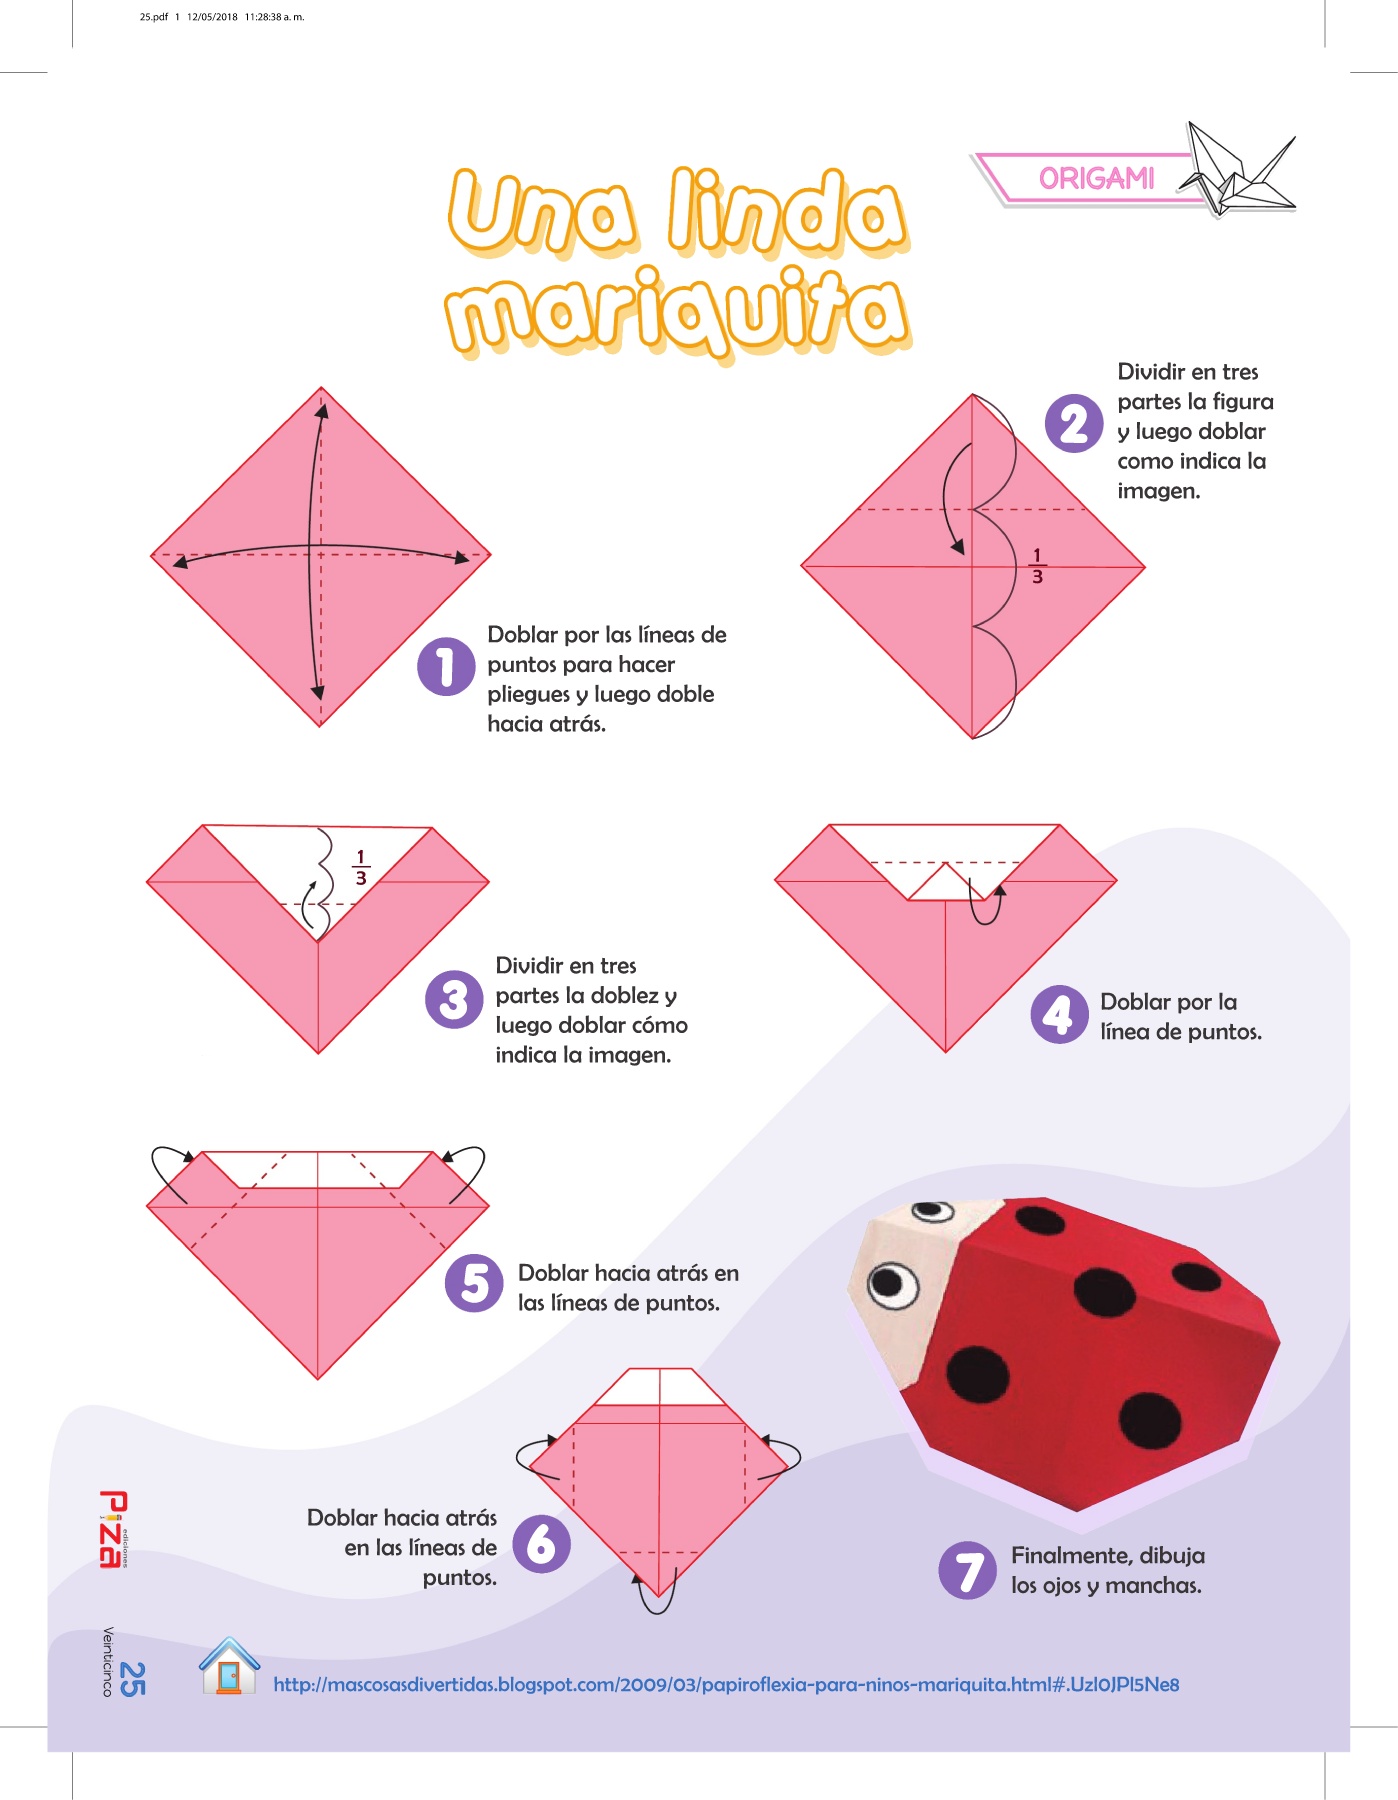 25.pdf 1 12/05/2018 11:28:38 a. m.
ORIGAMI
Una linda
mariquita
1
Doblar por las líneas de
puntos para hacer
pliegues y luego doble
hacia atrás.
2
Dividir en tres
partes la figura
y luego doblar
como indica la
imagen.
1
3
3
Dividir en tres
partes la doblez y
luego doblar cómo
indica la imagen.
1
3
4
Doblar por la
línea de puntos.
5
Doblar hacia atrás en
las líneas de puntos.
6
Doblar hacia atrás
en las líneas de
puntos.
7
Finalmente, dibuja
los ojos y manchas.
Piza
ediciones
Veinticinco
25
http://mascosasdivertidas.blogspot.com/2009/03/papiroflexia-para-ninos-mariquita.html#.UzI0JPl5Ne8